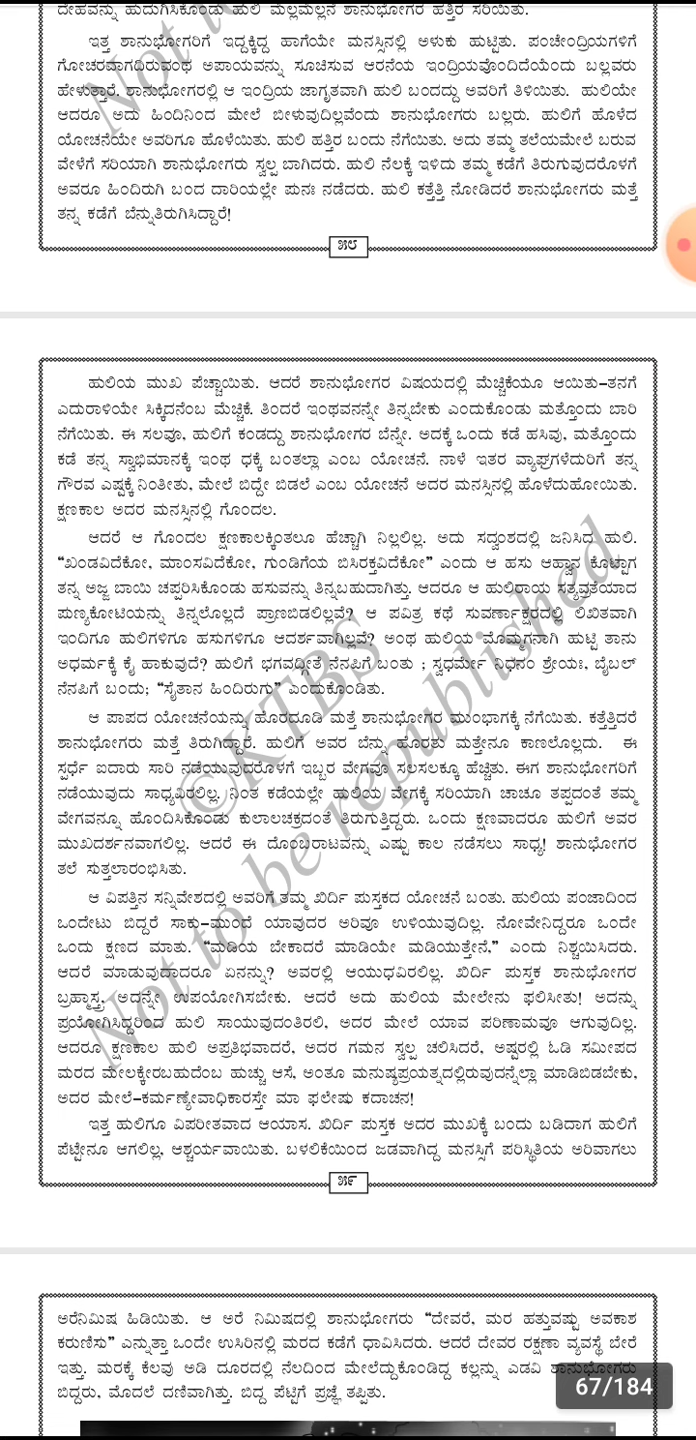 ದೇಹವನ್ನು ಹುದುಗಿಸಿಕೊಂಡು ಹುಲಿ ಮೆಲ್ಲಮೆಲ್ಲನೆ ಶಾನುಭೋಗರ ಹತ್ತಿರ ಸರಿಯಿತು.
ಇತ್ತ ಶಾನುಭೋಗರಿಗೆ ಇದ್ದಕ್ಕಿದ್ದ ಹಾಗೆಯೇ ಮನಸ್ಸಿನಲ್ಲಿ ಅಳುಕು ಹುಟ್ಟಿತು. ಪಂಚೇಂದ್ರಿಯಗಳಿಗೆ
ಗೋಚರವಾಗದಿರುವಂಥ ಅಪಾಯವನ್ನು ಸೂಚಿಸುವ ಆರನೆಯ ಇಂದ್ರಿಯವೊಂದಿದೆಯೆಂದು ಬಲ್ಲವರು
ಹೇಳುತ್ತಾರೆ. ಶಾನುಭೋಗರಲ್ಲಿ ಆ ಇಂದ್ರಿಯ ಜಾಗೃತವಾಗಿ ಹುಲಿ ಬಂದದ್ದು ಅವರಿಗೆ ತಿಳಿಯಿತು. ಹುಲಿಯೇ
ಆದರೂ ಅದು ಹಿಂದಿನಿಂದ ಮೇಲೆ ಬೀಳುವುದಿಲ್ಲವೆಂದು ಶಾನುಭೋಗರು ಬಲ್ಲರು. ಹುಲಿಗೆ ಹೊಳೆದ
ಯೋಚನೆಯೇ ಅವರಿಗೂ ಹೊಳೆಯಿತು. ಹುಲಿ ಹತ್ತಿರ ಬಂದು ನೆಗೆಯಿತು. ಅದು ತಮ್ಮ ತಲೆಯಮೇಲೆ ಬರುವ
ವೇಳೆಗೆ ಸರಿಯಾಗಿ ಶಾನುಭೋಗರು ಸ್ವಲ್ಪ ಬಾಗಿದರು. ಹುಲಿ ನೆಲಕ್ಕೆ ಇಳಿದು ತಮ್ಮ ಕಡೆಗೆ ತಿರುಗುವುದರೊಳಗೆ
ಅವರೂ ಹಿಂದಿರುಗಿ ಬಂದ ದಾರಿಯಲ್ಲೇ ಪುನಃ ನಡೆದರು. ಹುಲಿ ಕತ್ತೆತ್ತಿ ನೋಡಿದರೆ ಶಾನುಭೋಗರು ಮತ್ತೆ
ತನ್ನ ಕಡೆಗೆ ಬೆನ್ನುತಿರುಗಿಸಿದ್ದಾರೆ!
೫೮
ಹುಲಿಯ ಮುಖ ಪೆಚ್ಚಾಯಿತು. ಆದರೆ ಶಾನುಭೋಗರ ವಿಷಯದಲ್ಲಿ ಮೆಚ್ಚಿಕೆಯೂ ಆಯಿತು–ತನಗೆ
ಎದುರಾಳಿಯೇ ಸಿಕ್ಕಿದನೆಂಬ ಮೆಚ್ಚಿಕೆ. ತಿಂದರೆ ಇಂಥವನನ್ನೇ ತಿನ್ನಬೇಕು ಎಂದುಕೊಂಡು ಮತ್ತೊಂದು ಬಾರಿ
ನೆಗೆಯಿತು. ಈ ಸಲವೂ, ಹುಲಿಗೆ ಕಂಡದ್ದು ಶಾನುಭೋಗರ ಬೆನ್ನೇ. ಅದಕ್ಕೆ ಒಂದು ಕಡೆ ಹಸಿವು, ಮತ್ತೊಂದು
ಕಡೆ ತನ್ನ ಸ್ವಾಭಿಮಾನಕ್ಕೆ ಇಂಥ ಧಕ್ಕೆ ಬಂತಲ್ಲಾ ಎಂಬ ಯೋಚನೆ. ನಾಳೆ ಇತರ ವ್ಯಾಘ್ರಗಳೆದುರಿಗೆ ತನ್ನ
ಗೌರವ ಎಷ್ಟಕ್ಕೆ ನಿಂತೀತು, ಮೇಲೆ ಬಿದ್ದೇ ಬಿಡಲೆ ಎಂಬ ಯೋಚನೆ ಅದರ ಮನಸ್ಸಿನಲ್ಲಿ ಹೊಳೆದುಹೋಯಿತು.
ಕ್ಷಣಕಾಲ ಅದರ ಮನಸ್ಸಿನಲ್ಲಿ ಗೊಂದಲ.
ಆದರೆ ಆ ಗೊಂದಲ ಕ್ಷಣಕಾಲಕ್ಕಿಂತಲೂ ಹೆಚ್ಚಾಗಿ ನಿಲ್ಲಲಿಲ್ಲ. ಅದು ಸದ್ವಂಶದಲ್ಲಿ ಜನಿಸಿದ ಹುಲಿ.
“ಖಂಡವಿದೆಕೋ, ಮಾಂಸವಿದೆಕೋ, ಗುಂಡಿಗೆಯ ಬಿಸಿರಕ್ತವಿದೆಕೋ” ಎಂದು ಆ ಹಸು ಆಹ್ವಾನ ಕೊಟ್ಟಾಗ
ತನ್ನ ಅಜ್ಜ ಬಾಯಿ ಚಪ್ಪರಿಸಿಕೊಂಡು ಹಸುವನ್ನು ತಿನ್ನಬಹುದಾಗಿತ್ತು. ಆದರೂ ಆ ಹುಲಿರಾಯ ಸತ್ಯವ್ರತೆಯಾದ
ಪುಣ್ಯಕೋಟಿಯನ್ನು ತಿನ್ನಲೊಲ್ಲದೆ ಪ್ರಾಣಬಿಡಲಿಲ್ಲವೆ? ಆ ಪವಿತ್ರ ಕಥೆ ಸುವರ್ಣಾಕ್ಷರದಲ್ಲಿ ಲಿಖಿತವಾಗಿ
ಇಂದಿಗೂ ಹುಲಿಗಳಿಗೂ ಹಸುಗಳಿಗೂ ಆದರ್ಶವಾಗಿಲ್ಲವೆ? ಅಂಥ ಹುಲಿಯ ಮೊಮ್ಮಗನಾಗಿ ಹುಟ್ಟಿ ತಾನು
ಅಧರ್ಮಕ್ಕೆ ಕೈ ಹಾಕುವುದೆ? ಹುಲಿಗೆ ಭಗವದ್ಗೀತೆ ನೆನಪಿಗೆ ಬಂತು ; ಸ್ವಧರ್ಮೇ ನಿಧನಂ ಶ್ರೇಯಃ, ಬೈಬಲ್
ನೆನಪಿಗೆ ಬಂದು; “ಸೈತಾನ ಹಿಂದಿರುಗು” ಎಂದುಕೊಂಡಿತು.
ಆ ಪಾಪದ ಯೋಚನೆಯನ್ನು ಹೊರದೂಡಿ ಮತ್ತೆ ಶಾನುಭೋಗರ ಮುಂಭಾಗಕ್ಕೆ ನೆಗೆಯಿತು. ಕತ್ತೆತ್ತಿದರೆ
ಶಾನುಭೋಗರು ಮತ್ತೆ ತಿರುಗಿದ್ದಾರೆ. ಹುಲಿಗೆ ಅವರ ಬೆನ್ನು ಹೊರತು ಮತ್ತೇನೂ ಕಾಣಲೊಲ್ಲದು. ಈ
ಸ್ಪರ್ಧೆ ಐದಾರು ಸಾರಿ ನಡೆಯುವುದರೊಳಗೆ ಇಬ್ಬರ ವೇಗವೂ ಸಲಸಲಕ್ಕೂ ಹೆಚ್ಚಿತು. ಈಗ ಶಾನುಭೋಗರಿಗೆ
ನಡೆಯುವುದು ಸಾಧ್ಯವಿರಲಿಲ್ಲ. ನಿಂತ ಕಡೆಯಲ್ಲೇ ಹುಲಿಯ ವೇಗಕ್ಕೆ ಸರಿಯಾಗಿ ಚಾಚೂ ತಪ್ಪದಂತೆ ತಮ್ಮ
ವೇಗವನ್ನೂ ಹೊಂದಿಸಿಕೊಂಡು ಕುಲಾಲಚಕ್ರದಂತೆ ತಿರುಗುತ್ತಿದ್ದರು. ಒಂದು ಕ್ಷಣವಾದರೂ ಹುಲಿಗೆ ಅವರ
ಮುಖದರ್ಶನವಾಗಲಿಲ್ಲ. ಆದರೆ ಈ ದೊಂಬರಾಟವನ್ನು ಎಷ್ಟು ಕಾಲ ನಡೆಸಲು ಸಾಧ್ಯ! ಶಾನುಭೋಗರ
ತಲೆ ಸುತ್ತಲಾರಂಭಿಸಿತು.
ಆ ವಿಪತ್ತಿನ ಸನ್ನಿವೇಶದಲ್ಲಿ ಅವರಿಗೆ ತಮ್ಮ ಖಿರ್ದಿ ಪುಸ್ತಕದ ಯೋಚನೆ ಬಂತು. ಹುಲಿಯ ಪಂಜಾದಿಂದ
ಒಂದೇಟು ಬಿದ್ದರೆ ಸಾಕು–ಮುಂದೆ ಯಾವುದರ ಅರಿವೂ ಉಳಿಯುವುದಿಲ್ಲ. ನೋವೇನಿದ್ದರೂ ಒಂದೇ
ಒಂದು ಕ್ಷಣದ ಮಾತು. “ಮಡಿಯ ಬೇಕಾದರೆ ಮಾಡಿಯೇ ಮಡಿಯುತ್ತೇನೆ,” ಎಂದು ನಿಶ್ಚಯಿಸಿದರು.
ಆದರೆ ಮಾಡುವುದಾದರೂ ಏನನ್ನು? ಅವರಲ್ಲಿ ಆಯುಧವಿರಲಿಲ್ಲ. ಖಿರ್ದಿ ಪುಸ್ತಕ ಶಾನುಭೋಗರ
ಬ್ರಹ್ಮಾಸ್ತ್ರ, ಅದನ್ನೇ ಉಪಯೋಗಿಸಬೇಕು. ಆದರೆ ಅದು ಹುಲಿಯ ಮೇಲೇನು ಫಲಿಸೀತು! ಅದನ್ನು
ಪ್ರಯೋಗಿಸಿದ್ದರಿಂದ ಹುಲಿ ಸಾಯುವುದಂತಿರಲಿ, ಅದರ ಮೇಲೆ ಯಾವ ಪರಿಣಾಮವೂ ಆಗುವುದಿಲ್ಲ.
ಆದರೂ ಕ್ಷಣಕಾಲ ಹುಲಿ ಅಪ್ರತಿಭವಾದರೆ, ಅದರ ಗಮನ ಸ್ವಲ್ಪ ಚಲಿಸಿದರೆ, ಅಷ್ಟರಲ್ಲಿ ಓಡಿ ಸಮೀಪದ
ಮರದ ಮೇಲಕ್ಕೇರಬಹುದೆಂಬ ಹುಚ್ಚು ಆಸೆ, ಅಂತೂ ಮನುಷ್ಯಪ್ರಯತ್ನದಲ್ಲಿರುವುದನ್ನೆಲ್ಲಾ ಮಾಡಿಬಿಡಬೇಕು,
ಅದರ ಮೇಲೆ–ಕರ್ಮಣ್ಯೇವಾಧಿಕಾರಸ್ತೇ ಮಾ ಫಲೇಷು ಕದಾಚನ!
ಇತ್ತ ಹುಲಿಗೂ ವಿಪರೀತವಾದ ಆಯಾಸ. ಖಿರ್ದಿ ಪುಸ್ತಕ ಅದರ ಮುಖಕ್ಕೆ ಬಂದು ಬಡಿದಾಗ ಹುಲಿಗೆ
ಪೆಟ್ಟೇನೂ ಆಗಲಿಲ್ಲ, ಆಶ್ಚರ್ಯವಾಯಿತು. ಬಳಲಿಕೆಯಿಂದ ಜಡವಾಗಿದ್ದ ಮನಸ್ಸಿಗೆ ಪರಿಸ್ಥಿತಿಯ ಅರಿವಾಗಲು
೫೯
©KTBS
Not to be republished
ಅರೆನಿಮಿಷ ಹಿಡಿಯಿತು. ಆ ಅರೆ ನಿಮಿಷದಲ್ಲಿ ಶಾನುಭೋಗರು “ದೇವರೆ, ಮರ ಹತ್ತುವಷ್ಟು ಅವಕಾಶ
ಕರುಣಿಸು” ಎನ್ನುತ್ತಾ ಒಂದೇ ಉಸಿರಿನಲ್ಲಿ ಮರದ ಕಡೆಗೆ ಧಾವಿಸಿದರು. ಆದರೆ ದೇವರ ರಕ್ಷಣಾ ವ್ಯವಸ್ಥೆ ಬೇರೆ
ಇತ್ತು. ಮರಕ್ಕೆ ಕೆಲವು ಅಡಿ ದೂರದಲ್ಲಿ ನೆಲದಿಂದ ಮೇಲೆದ್ದುಕೊಂಡಿದ್ದ ಕಲ್ಲನ್ನು ಎಡವಿ ಶಾನುಭೋಗರು
ಬಿದ್ದರು, ಮೊದಲೆ ದಣಿವಾಗಿತ್ತು. ಬಿದ್ದ ಪೆಟ್ಟಿಗೆ ಪ್ರಜ್ಞೆ ತಪ್ಪಿತು.
67/184